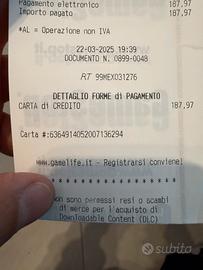 Pagamento elettronico 187,97
Importo pagato 187,97
*AL = Operazione non IVA
22-03-2025 19:39
DOCUMENTO N. 0899-0048
RT 99MEX031276
DETTAGLIO FORME di PAGAMENTO
CARTA di CREDITO 187,97
Carta #:6364914052007136294
www.gamelife.it - Registrarsi conviene!
* * * * * * * * * * * * * * * * * * *
Non sono permessi resi o scambi
di merce per l'acquisto di
Downloadable Content (DLC)
subito